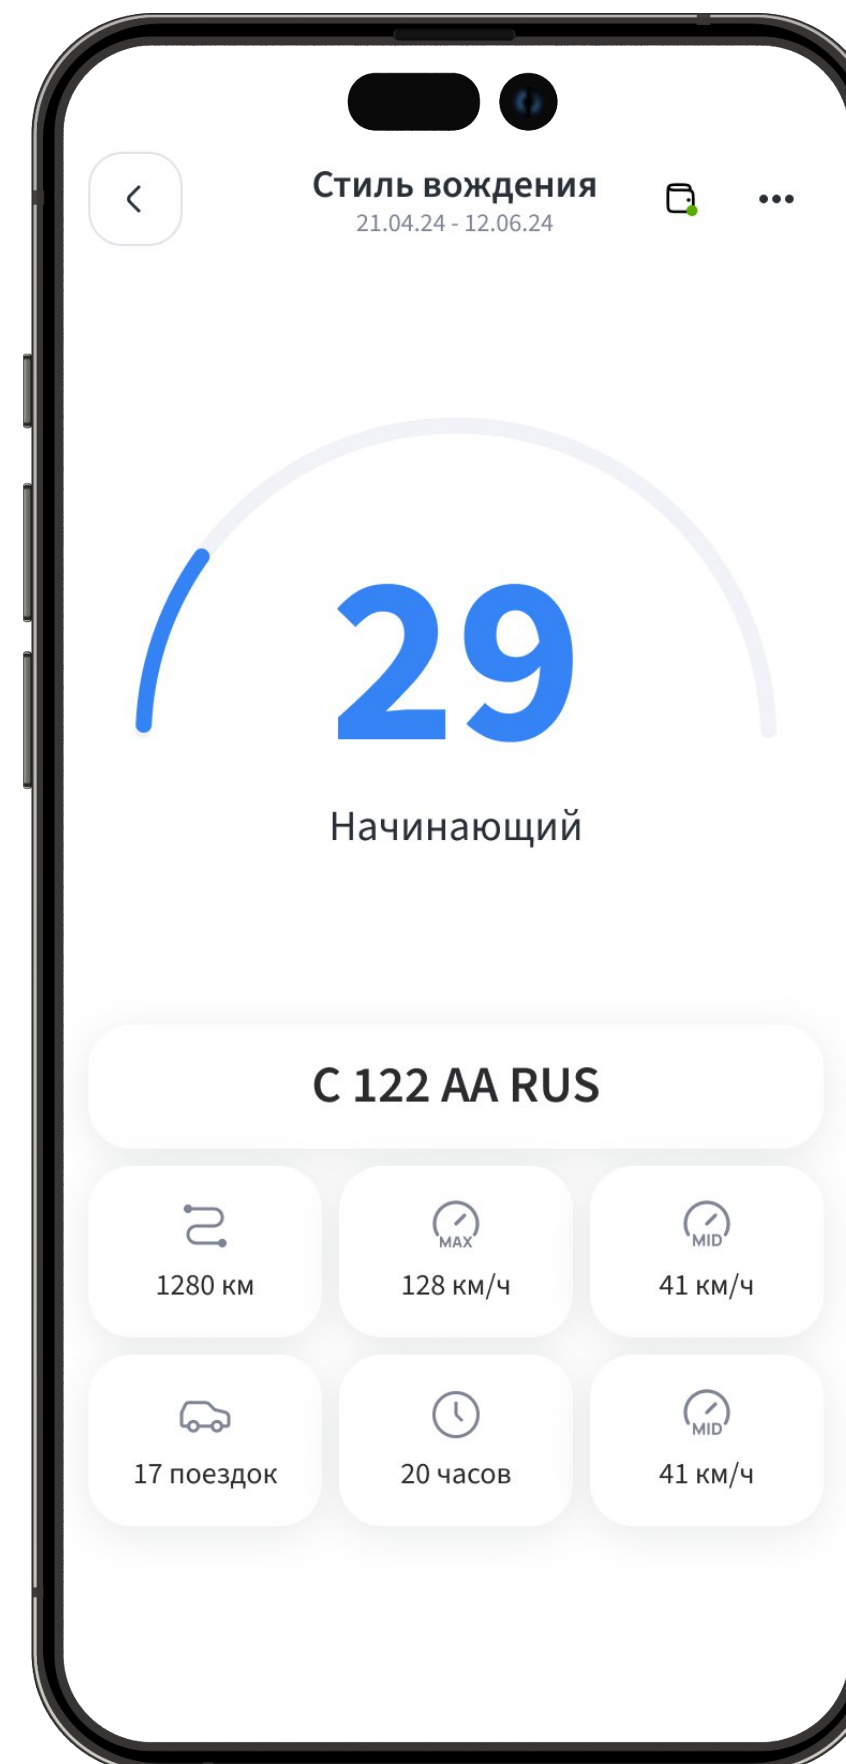 Стиль вождения
21.04.24 - 12.06.24
29
Начинающий
С 122 АА RUS
MAX
MID
1280 км
128 км/ч
41 км/ч
MID
17 поездок
20 часов
41 км/ч